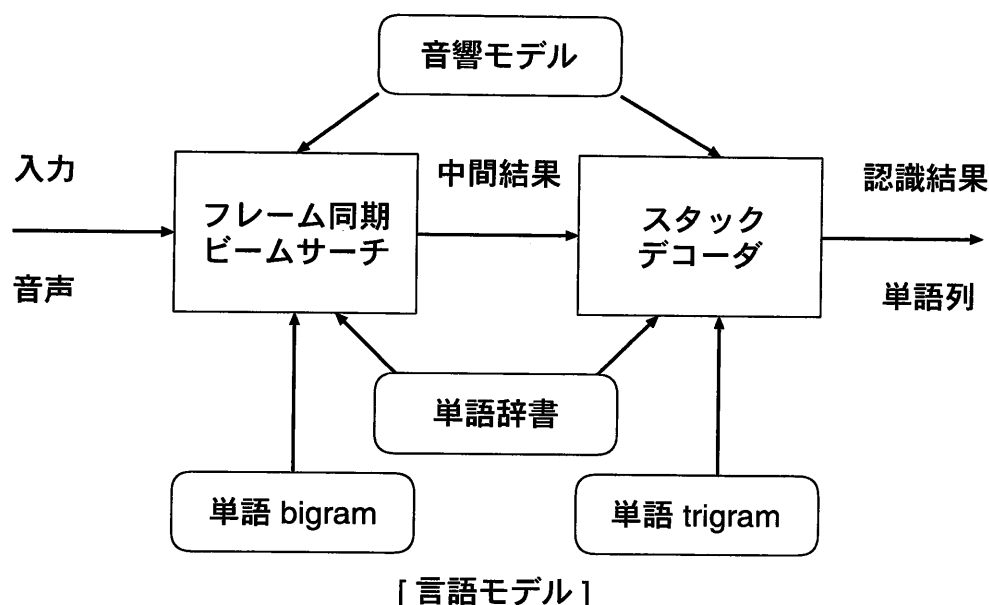 音響モデル
入力
音声
フレーム同期
ビームサーチ
中間結果
スタック
デコーダ
認識結果
単語列
単語辞書
単語 bigram
単語 trigram
[ 言語モデル ]